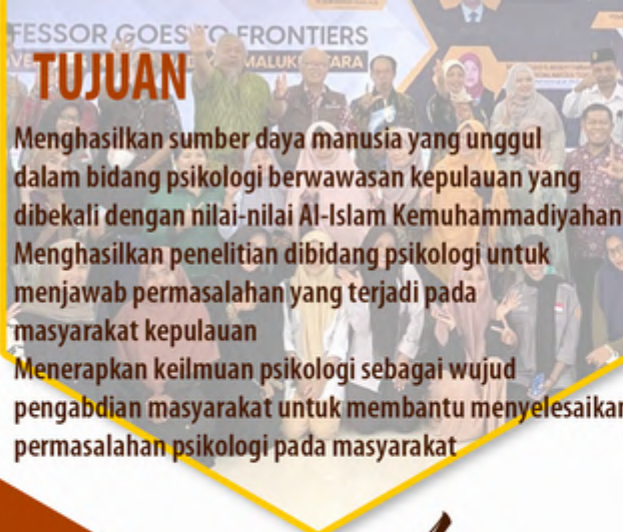 FESSOR GOES TO FRONTIERS
MALUKU UTARA
TUJUAN
Menghasilkan sumber daya manusia yang unggul
dalam bidang psikologi berwawasan kepulauan yang
dibekali dengan nilai-nilai Al-Islam Kemuhammadiyahan
Menghasilkan penelitian dibidang psikologi untuk
menjawab permasalahan yang terjadi pada
masyarakat kepulauan
Menerapkan keilmuan psikologi sebagai wujud
pengabdian masyarakat untuk membantu menyelesaikan
permasalahan psikologi pada masyarakat